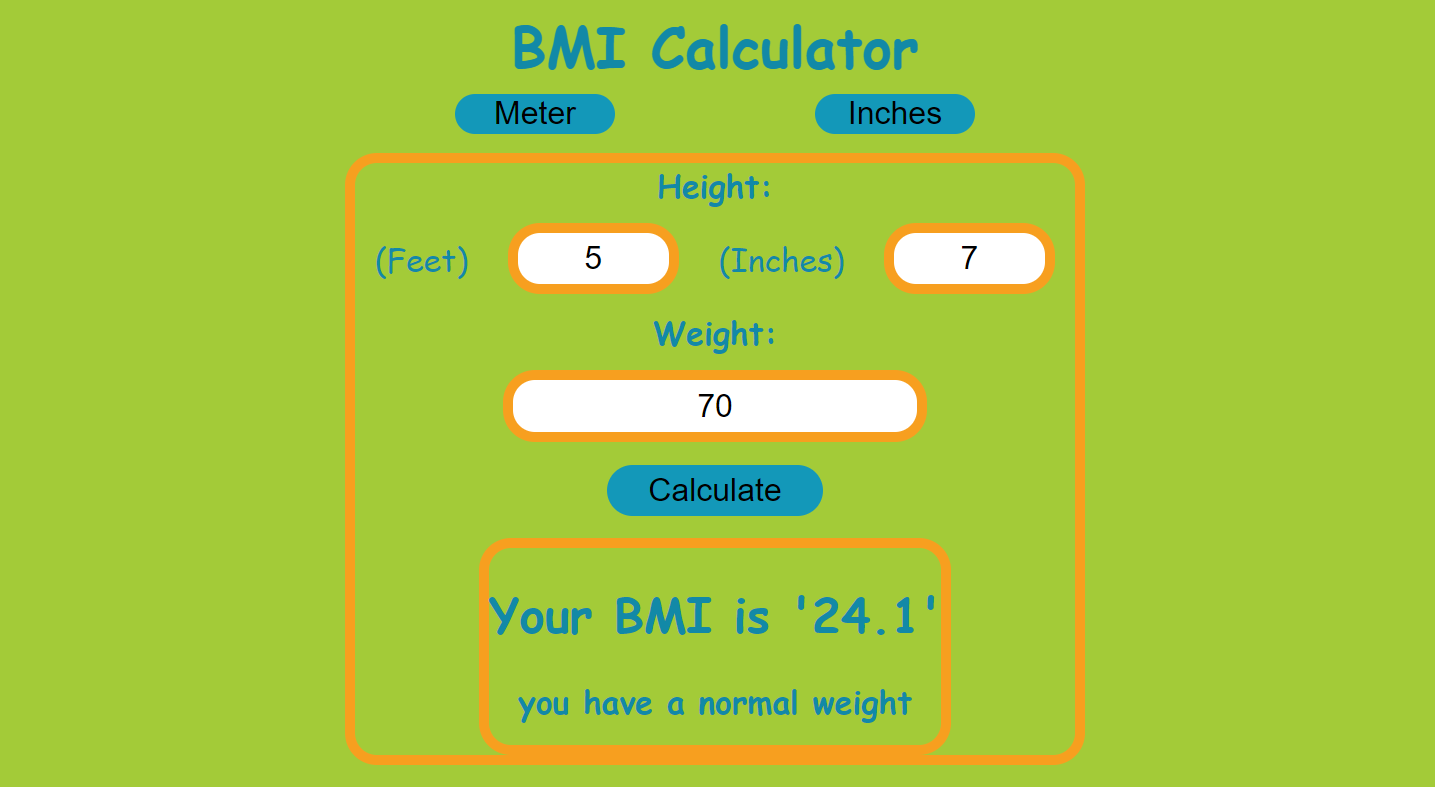 BMI Calculator
Meter Inches
Height:
(Feet) 5 (Inches) 7
Weight:
70
Calculate
Your BMI is '24.1'
you have a normal weight